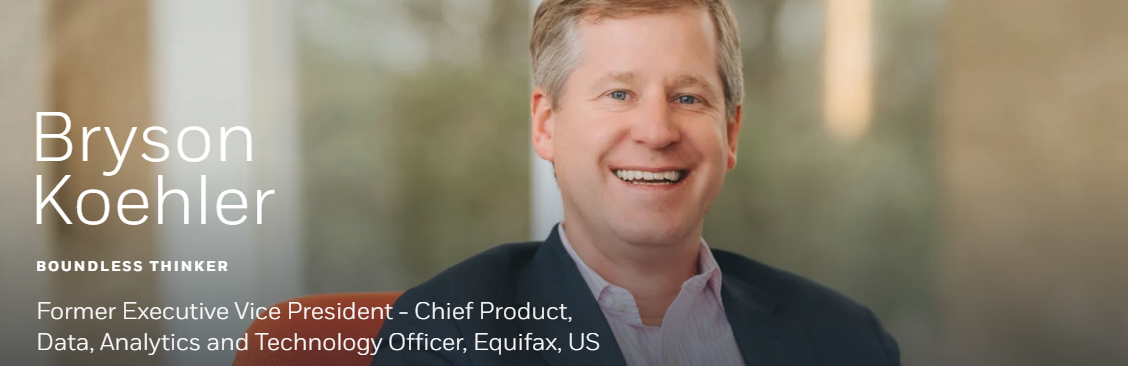 Bryson
Koehler
BOUNDLESS THINKER
Former Executive Vice President - Chief Product,
Data, Analytics and Technology Officer, Equifax, US